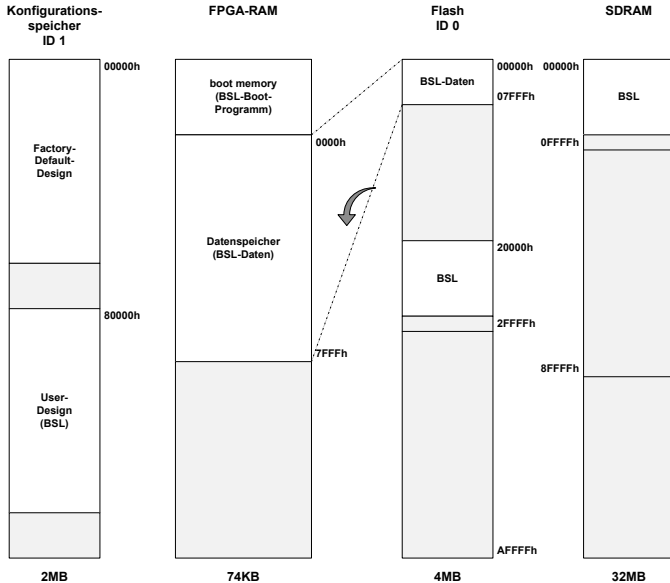 Konfigurations-
speicher
ID 1
00000h
Factory-
Default-
Design
80000h
User-
Design
(BSL)
2MB
FPGA-RAM
boot memory
(BSL-Boot-
Programm)
0000h
Datenspeicher
(BSL-Daten)
7FFFh
74KB
Flash
ID 0
00000h
BSL-Daten
07FFFh
20000h
BSL
2FFFFh
AFFFFh
4MB
SDRAM
00000h
BSL
0FFFFh
8FFFFh
32MB